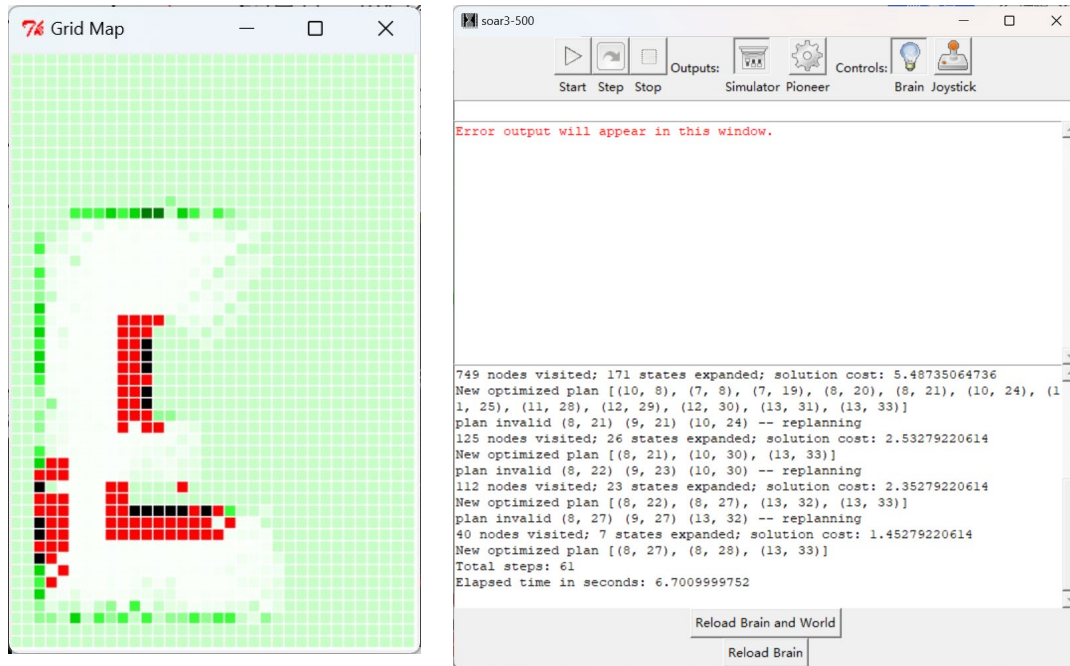 Grid Map
soar3-500
Outputs:
Controls:
Start Step Stop Simulator Pioneer Brain Joystick
Error output will appear in this window.
749 nodes visited; 171 states expanded; solution cost: 5.48735064736
New optimized plan [(10, 8), (7, 8), (7, 19), (8, 20), (8, 21), (10, 24), (1
1, 25), (11, 28), (12, 29), (12, 30), (13, 31), (13, 33)]
plan invalid (8, 21) (9, 21) (10, 24) -- replanning
125 nodes visited; 26 states expanded; solution cost: 2.53279220614
New optimized plan [(8, 21), (10, 30), (13, 33)]
plan invalid (8, 22) (9, 23) (10, 30) -- replanning
112 nodes visited; 23 states expanded; solution cost: 2.35279220614
New optimized plan [(8, 22), (8, 27), (13, 32), (13, 33)]
plan invalid (8, 27) (9, 27) (13, 32) -- replanning
40 nodes visited; 7 states expanded; solution cost: 1.45279220614
New optimized plan [(8, 27), (8, 28), (13, 33)]
Total steps: 61
Elapsed time in seconds: 6.7009999752
Reload Brain and World
Reload Brain